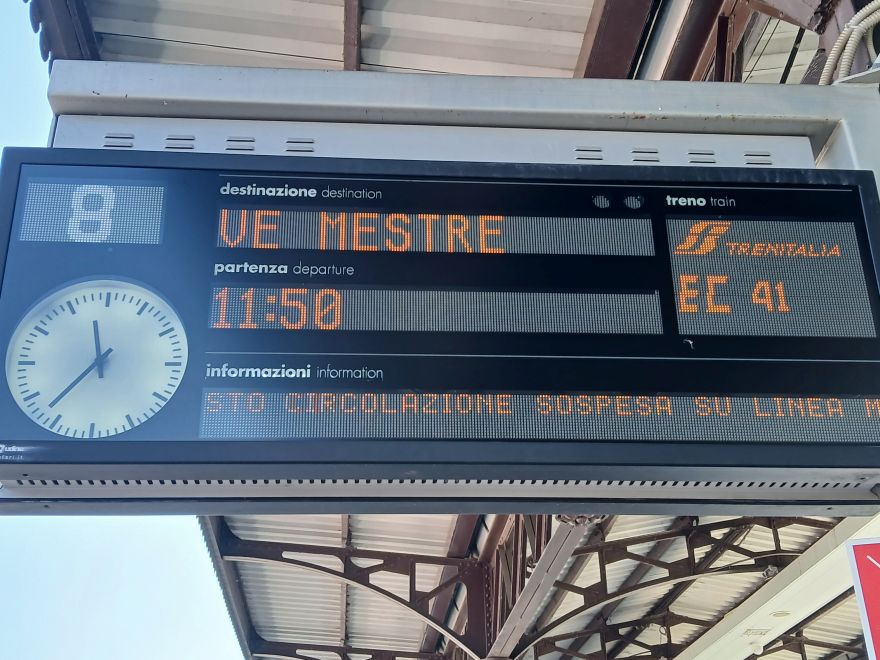 8
destinazione destination
VE MESTRE
partenza departure
11:50
treno train
TRENITALIA
EC 41
informazioni information
STO CIRCOLAZIONE SOSPESA SU LINEA